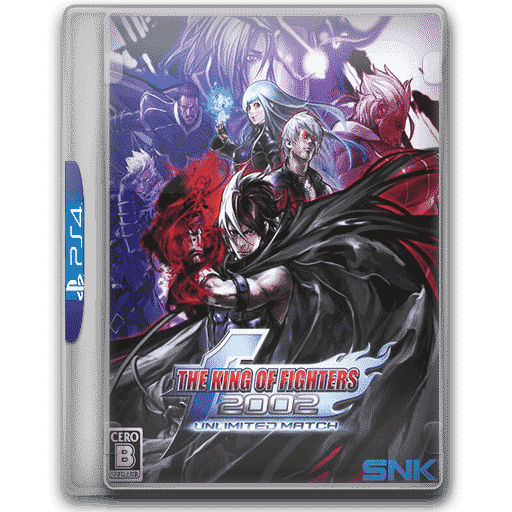 PS4
THE KING OF FIGHTERS
2002
UNLIMITED MATCH
CERO
B
SNK